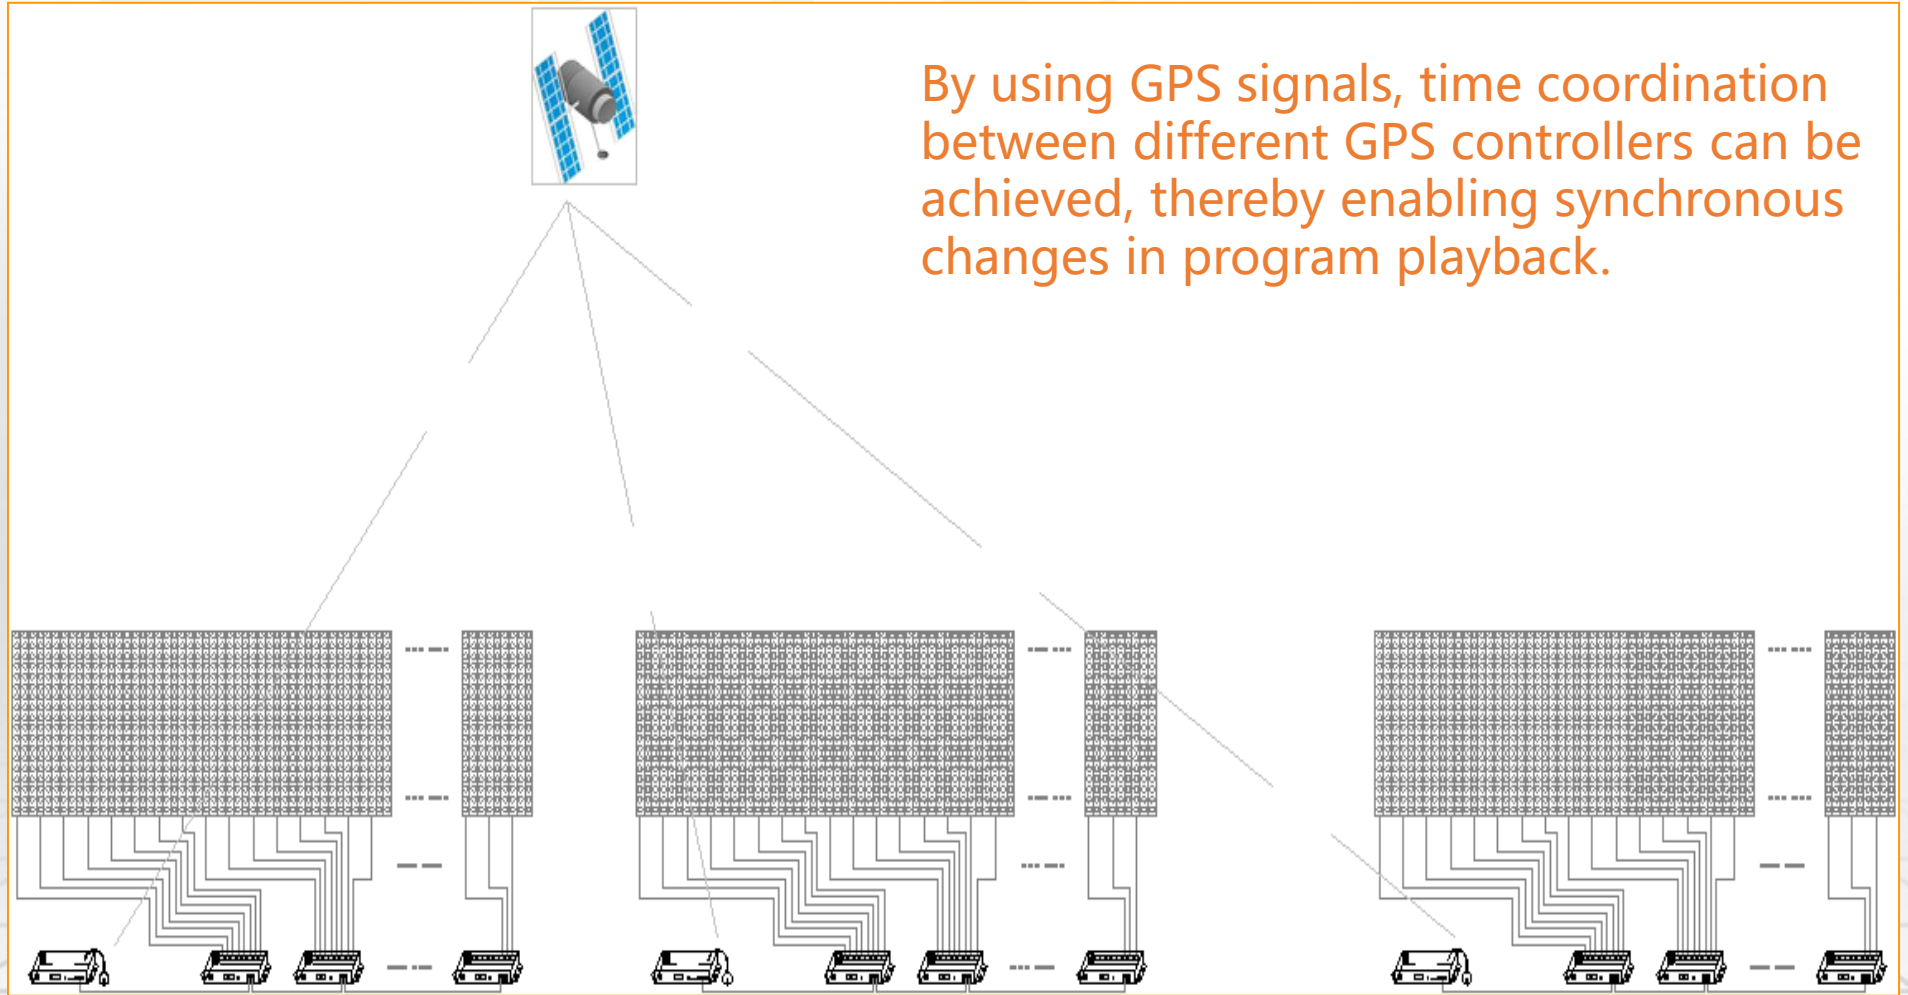 By using GPS signals, time coordination
between different GPS controllers can be
achieved, thereby enabling synchronous
changes in program playback.